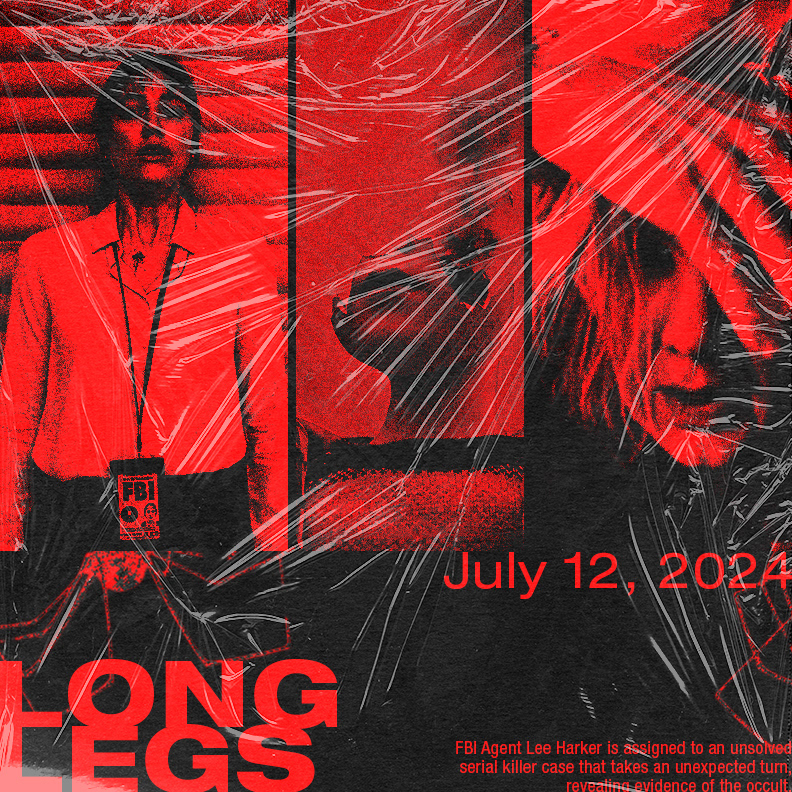 FBI
July 12, 2024
LONG
LEGS
FBI Agent Lee Harker is assigned to an unsolved
serial killer case that takes an unexpected turn,
revealing evidence of the occult.